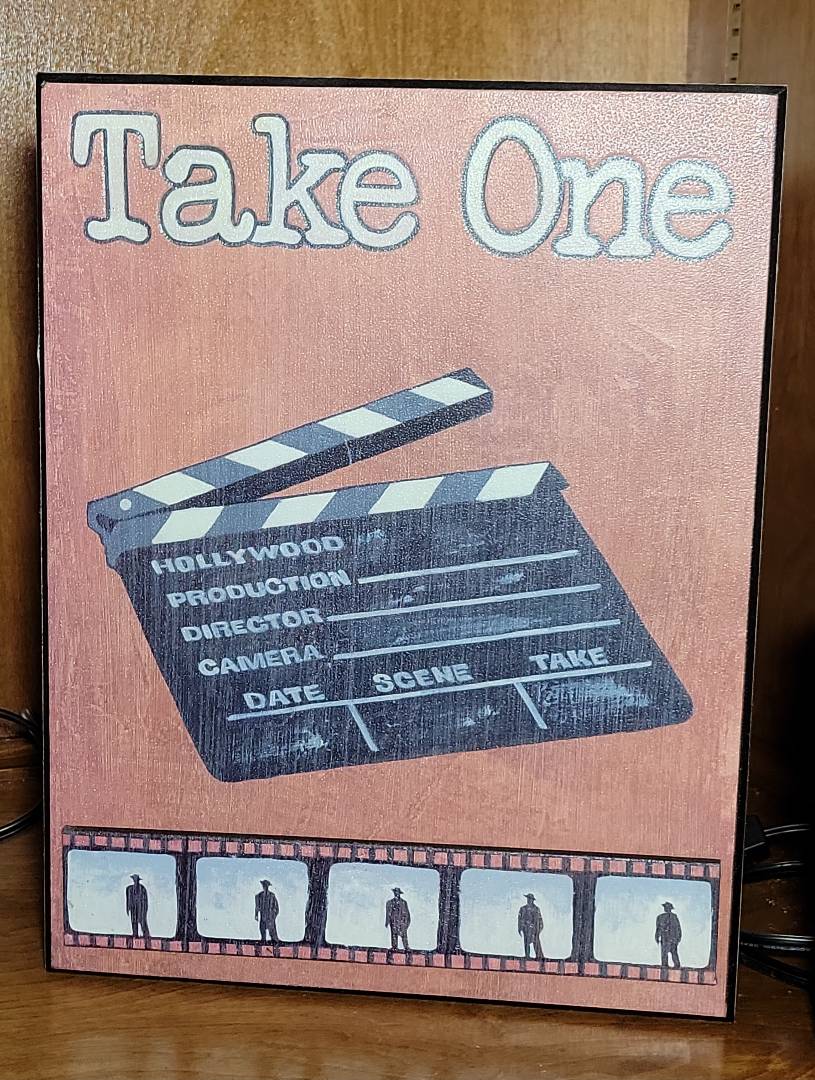 Take One
HOLLYWOOD
PRODUCTION
DIRECTOR
CAMERA
DATE SCENE TAKE